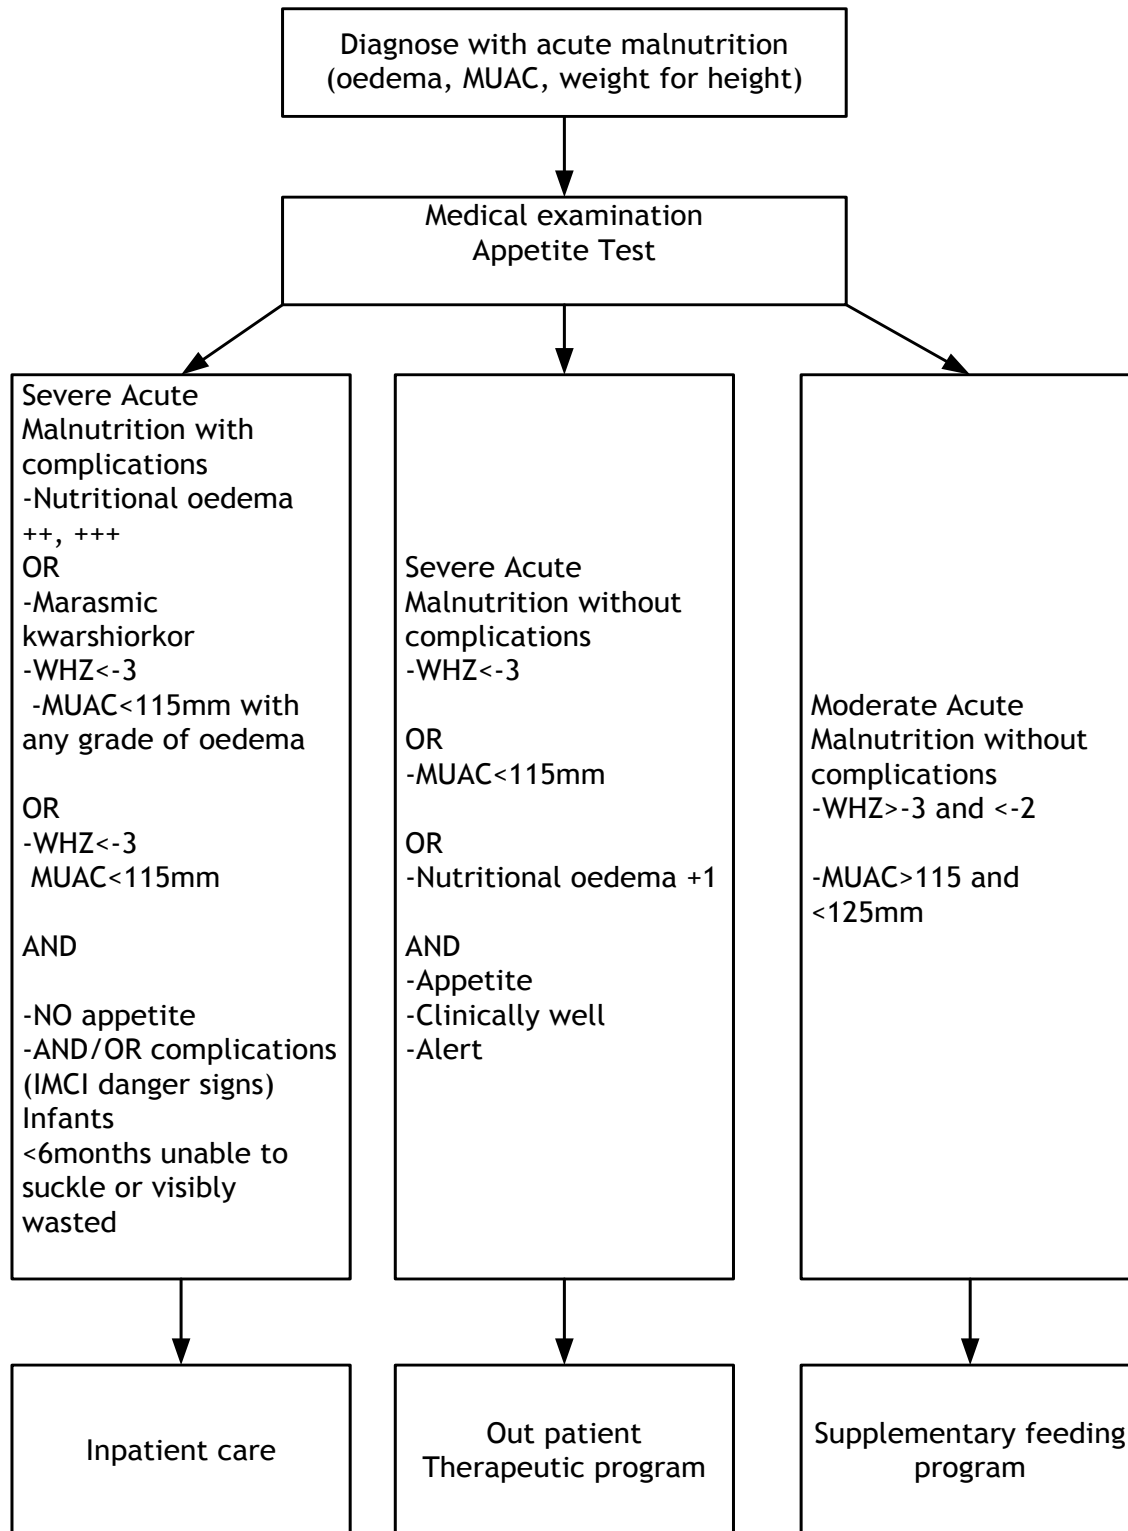 Diagnose with acute malnutrition
(oedema, MUAC, weight for height)
Medical examination
Appetite Test
Severe Acute
Malnutrition with
complications
-Nutritional oedema
++, +++
OR
-Marasmic
kwarshiorkor
-WHZ<-3
-MUAC<115mm with
any grade of oedema
OR
-WHZ<-3
MUAC<115mm
AND
-NO appetite
-AND/OR complications
(IMCI danger signs)
Infants
<6months unable to
suckle or visibly
wasted
Severe Acute
Malnutrition without
complications
-WHZ<-3
OR
-MUAC<115mm
OR
-Nutritional oedema +1
AND
-Appetite
-Clinically well
-Alert
Moderate Acute
Malnutrition without
complications
-WHZ>-3 and <-2
-MUAC>115 and
<125mm
Inpatient care
Out patient
Therapeutic program
Supplementary feeding
program